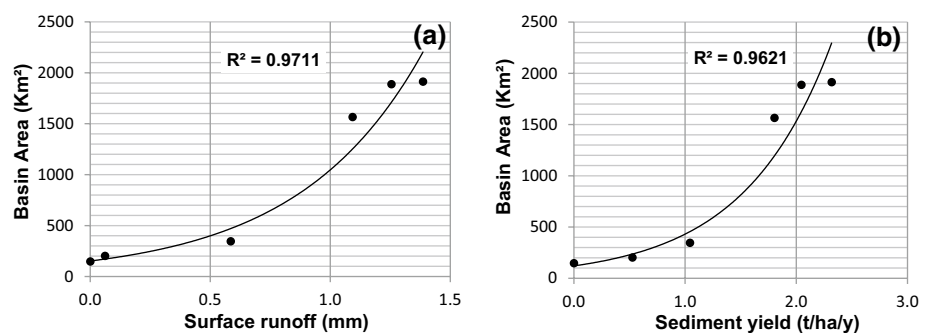 (a)
R² = 0.9711
Basin Area (Km²)
2500
2000
1500
1000
500
0
0.0 0.5 1.0 1.5
Surface runoff (mm)
(b)
R² = 0.9621
Basin Area (Km²)
2500
2000
1500
1000
500
0
0.0 1.0 2.0 3.0
Sediment yield (t/ha/y)